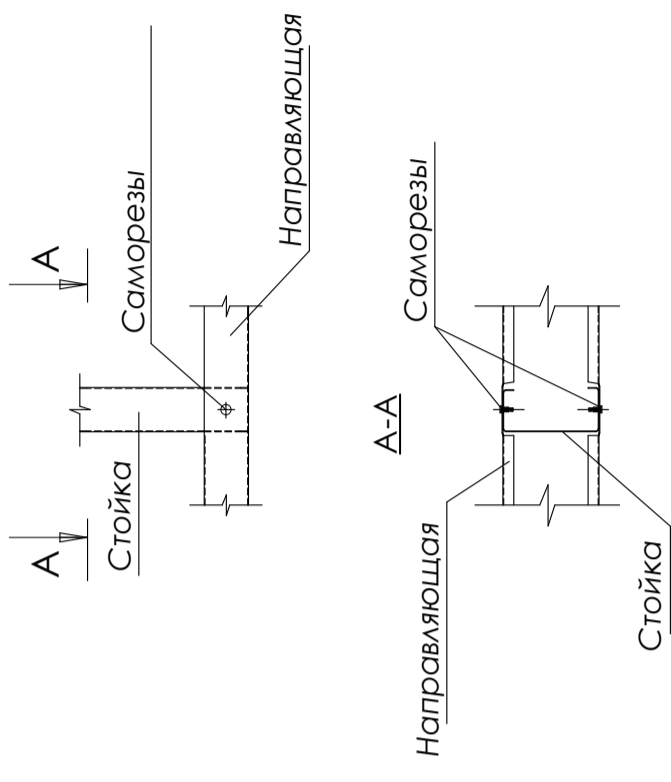 А
А
Стойка
Саморезы
Направляющая
А-А
Направляющая
Саморезы
Стойка